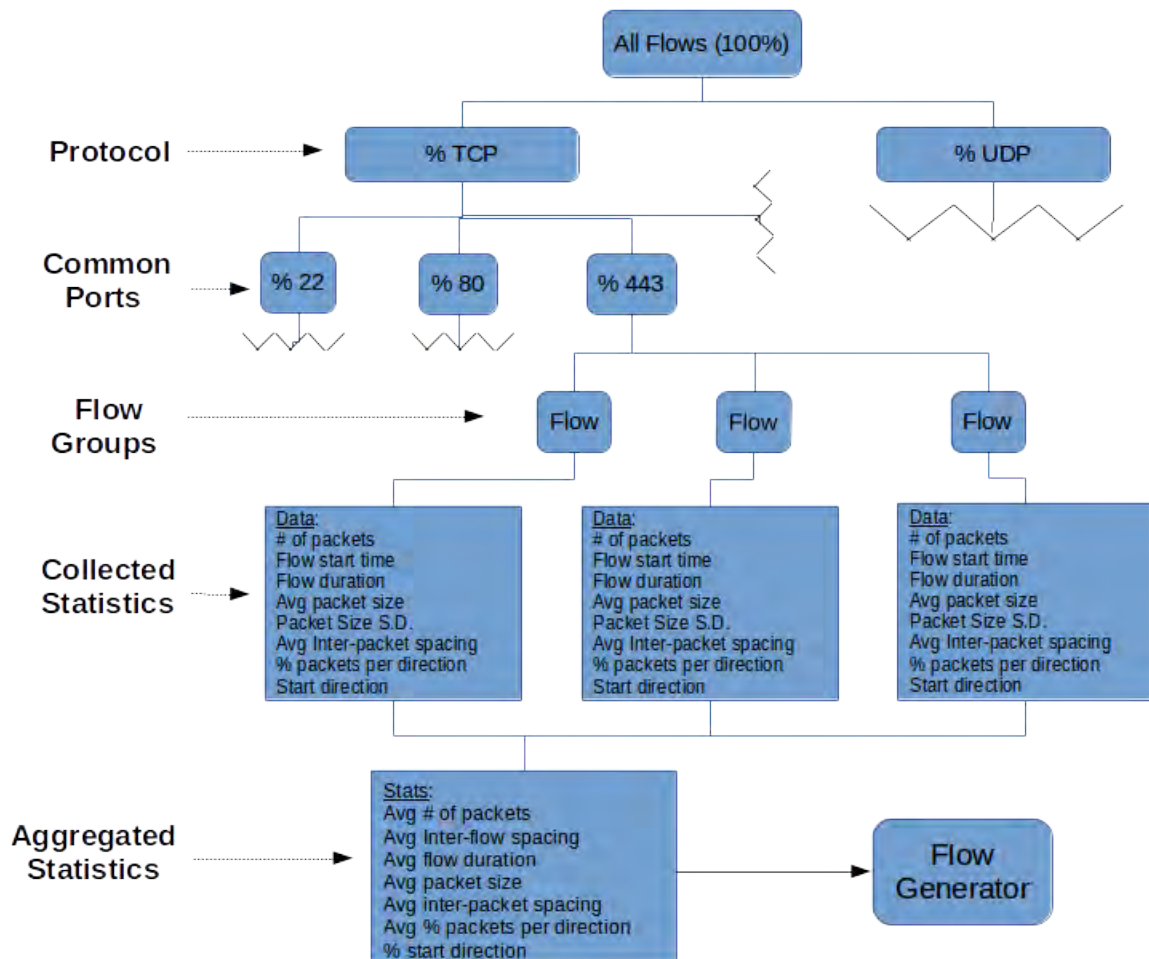 All Flows (100%)
Protocol
% TCP
% UDP
Common
Ports
% 22
% 80
% 443
Flow
Groups
Flow
Flow
Flow
Collected
Statistics
Data:
# of packets
Flow start time
Flow duration
Avg packet size
Packet Size S.D.
Avg Inter-packet spacing
% packets per direction
Start direction
Data:
# of packets
Flow start time
Flow duration
Avg packet size
Packet Size S.D.
Avg Inter-packet spacing
% packets per direction
Start direction
Data:
# of packets
Flow start time
Flow duration
Avg packet size
Packet Size S.D.
Avg Inter-packet spacing
% packets per direction
Start direction
Aggregated
Statistics
Stats:
Avg # of packets
Avg Inter-flow spacing
Avg flow duration
Avg packet size
Avg inter-packet spacing
Avg % packets per direction
% start direction
Flow
Generator